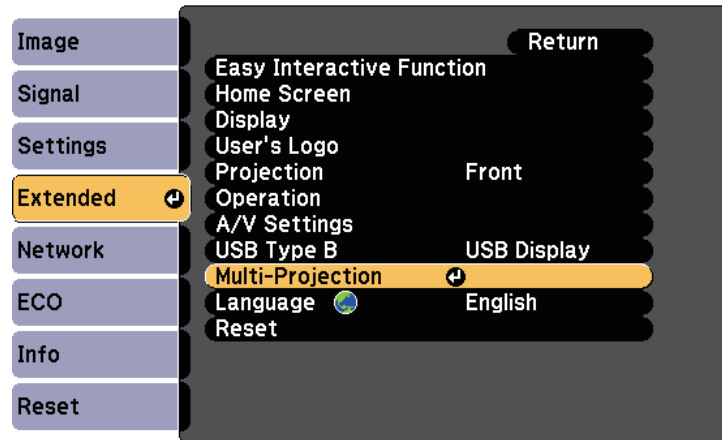 Image
Signal
Settings
Extended
Network
ECO
Info
Reset
Return
Easy Interactive Function
Home Screen
Display
User's Logo
Projection Front
Operation
A/V Settings
USB Type B USB Display
Multi-Projection
Language English
Reset